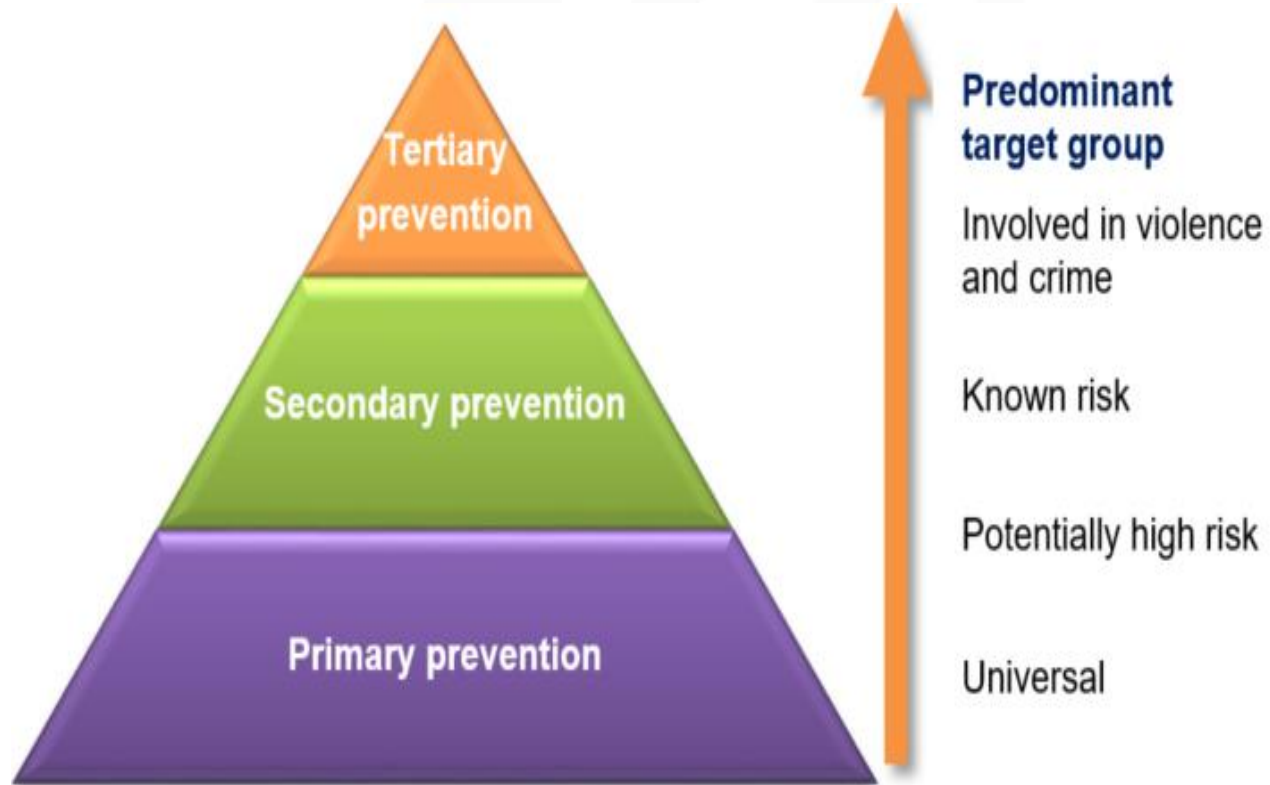 Tertiary
prevention
Secondary prevention
Primary prevention
Predominant
target group
Involved in violence
and crime
Known risk
Potentially high risk
Universal